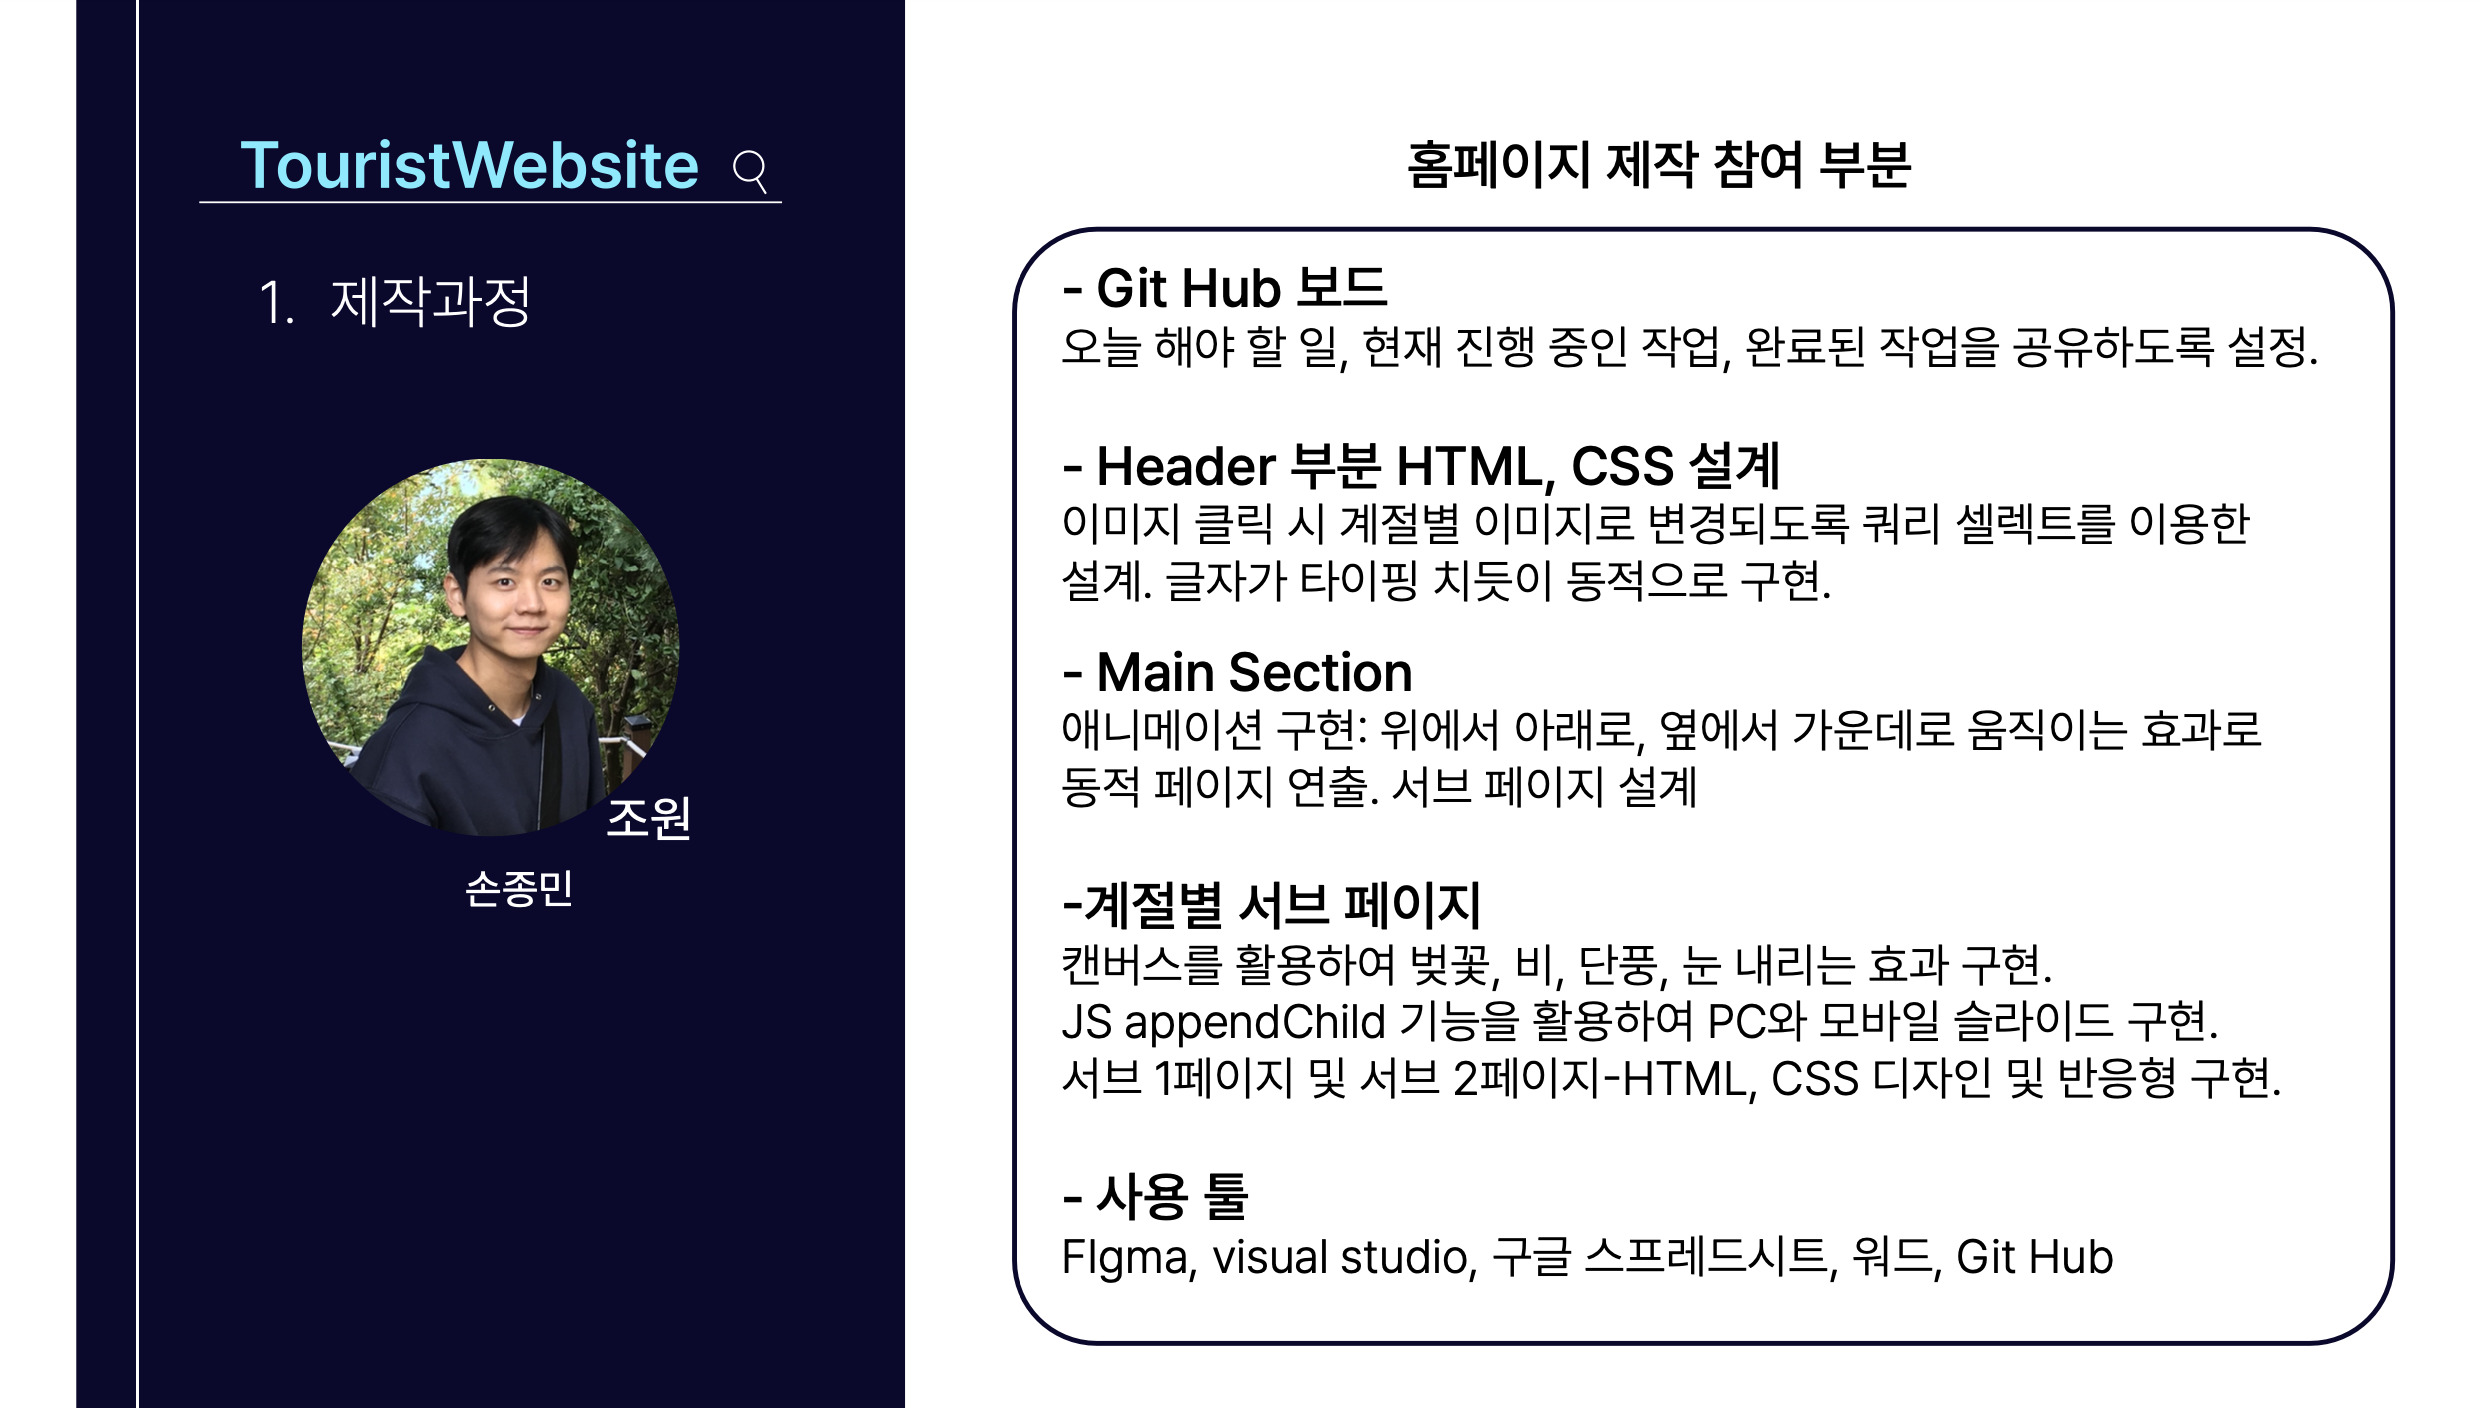 TouristWebsite
1. 제작과정
조원
손종민
홈페이지 제작 참여 부분
- Git Hub 보드
오늘 해야 할 일, 현재 진행 중인 작업, 완료된 작업을 공유하도록 설정.
- Header 부분 HTML, CSS 설계
이미지 클릭 시 계절별 이미지로 변경되도록 쿼리 셀렉트를 이용한
설계. 글자가 타이핑 치듯이 동적으로 구현.
- Main Section
애니메이션 구현: 위에서 아래로, 옆에서 가운데로 움직이는 효과로
동적 페이지 연출. 서브 페이지 설계
-계절별 서브 페이지
캔버스를 활용하여 벚꽃, 비, 단풍, 눈 내리는 효과 구현.
JS appendChild 기능을 활용하여 PC와 모바일 슬라이드 구현.
서브 1페이지 및 서브 2페이지-HTML, CSS 디자인 및 반응형 구현.
- 사용 툴
FIgma, visual studio, 구글 스프레드시트, 워드, Git Hub